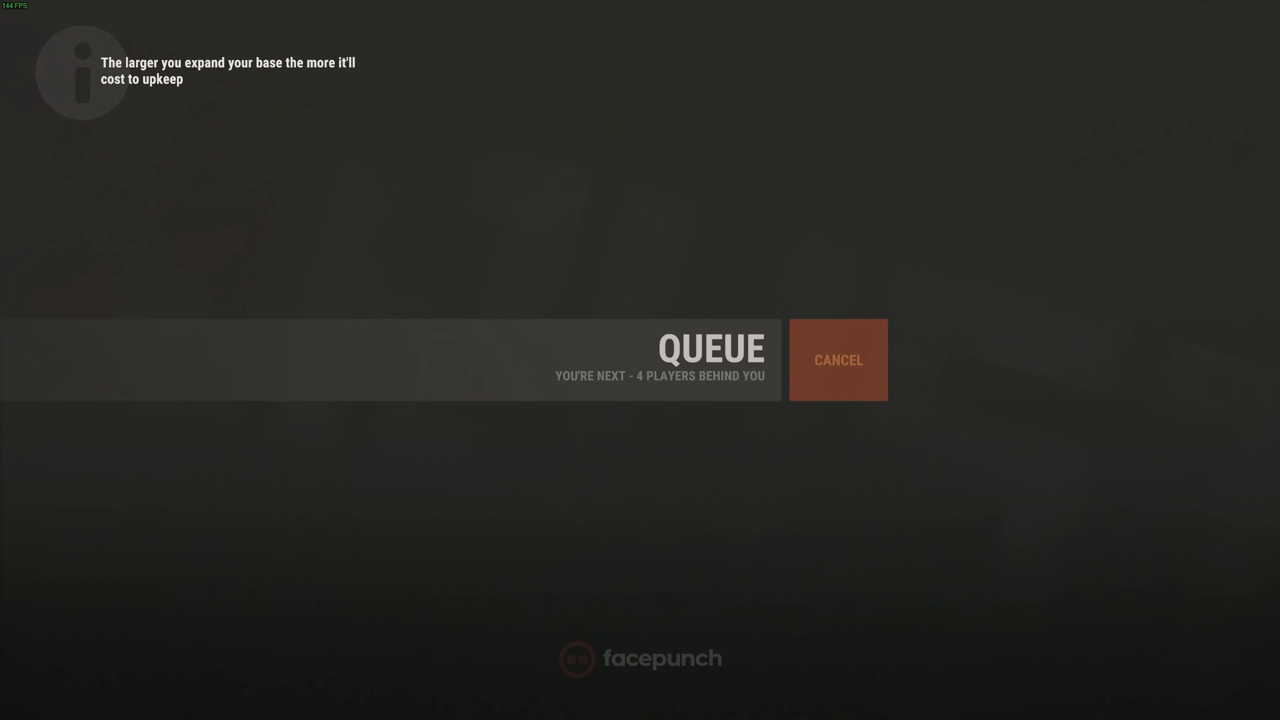 144 FPS
The larger you expand your base the more it'll
cost to upkeep
QUEUE
YOU'RE NEXT - 4 PLAYERS BEHIND YOU
CANCEL
facepunch